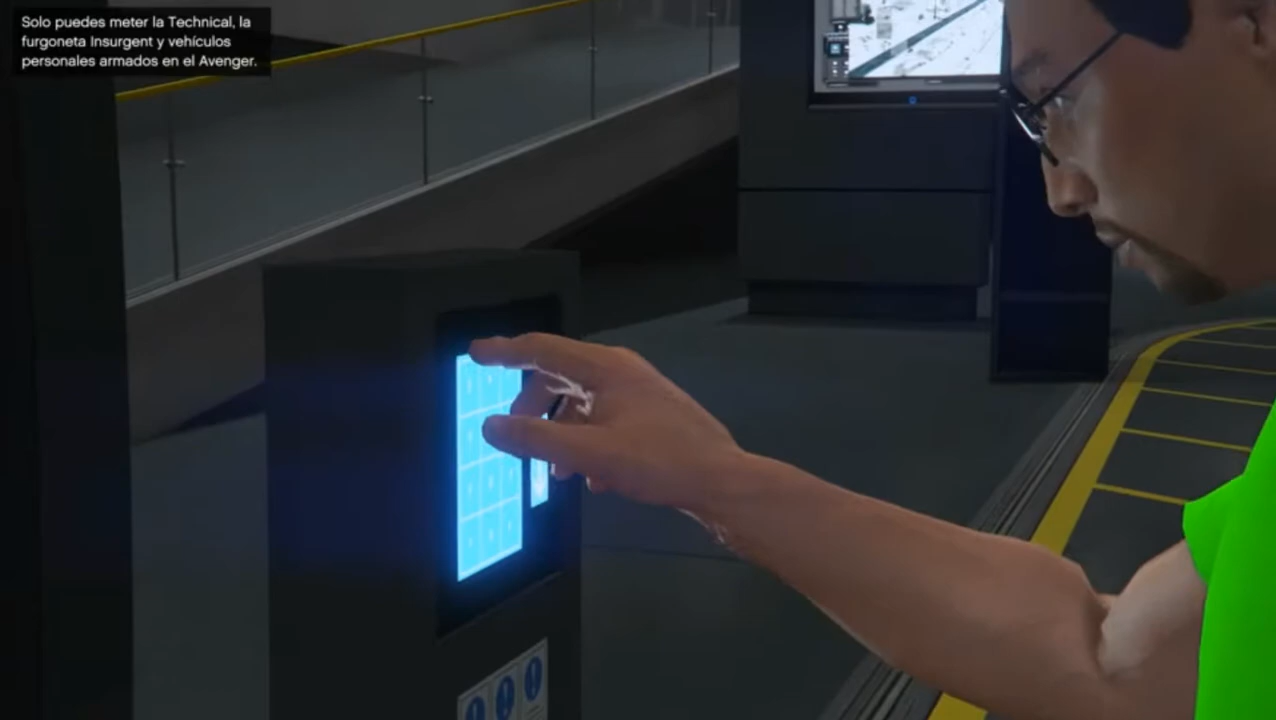 Solo puedes meter la Technical, la
furgoneta Insurgent y vehículos
personales armados en el Avenger.